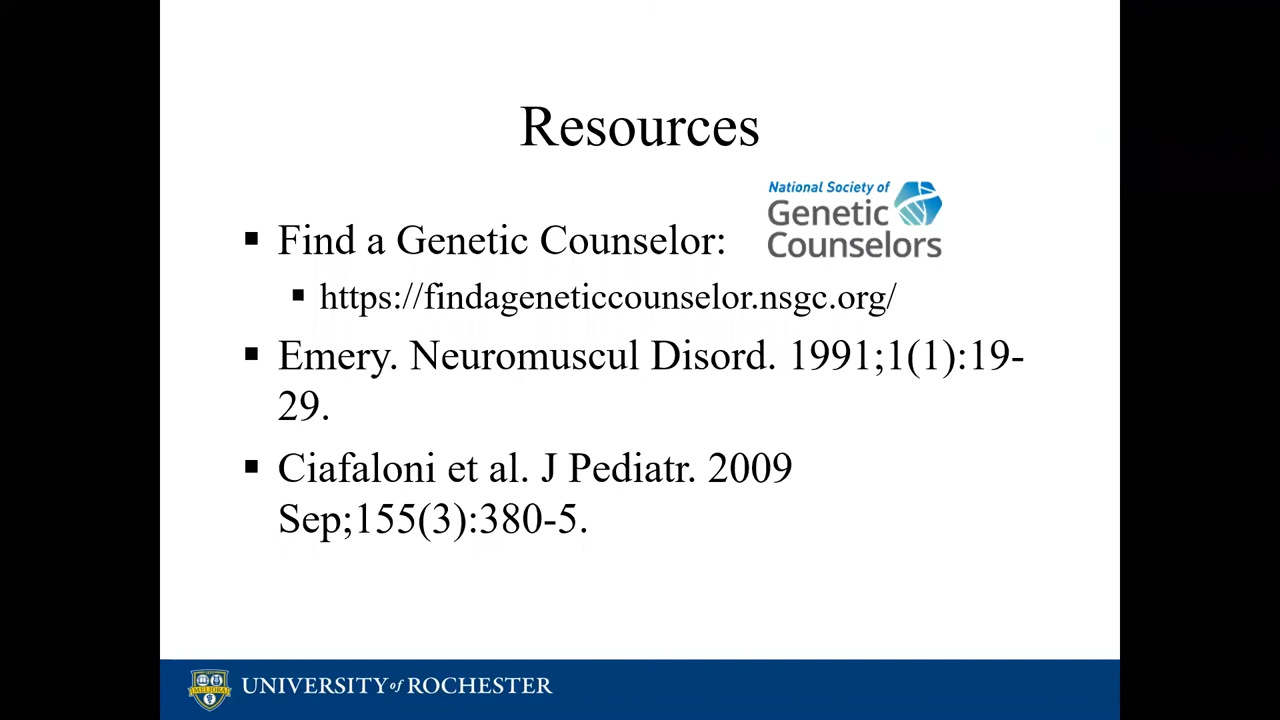 Resources
National Society of
Genetic
Counselors
Find a Genetic Counselor:
https://findageneticcounselor.nsgc.org/
Emery. Neuromuscul Disord. 1991;1(1):19-
29.
Ciafaloni et al. J Pediatr. 2009
Sep;155(3):380-5.
MELIORA
UNIVERSITY of ROCHESTER